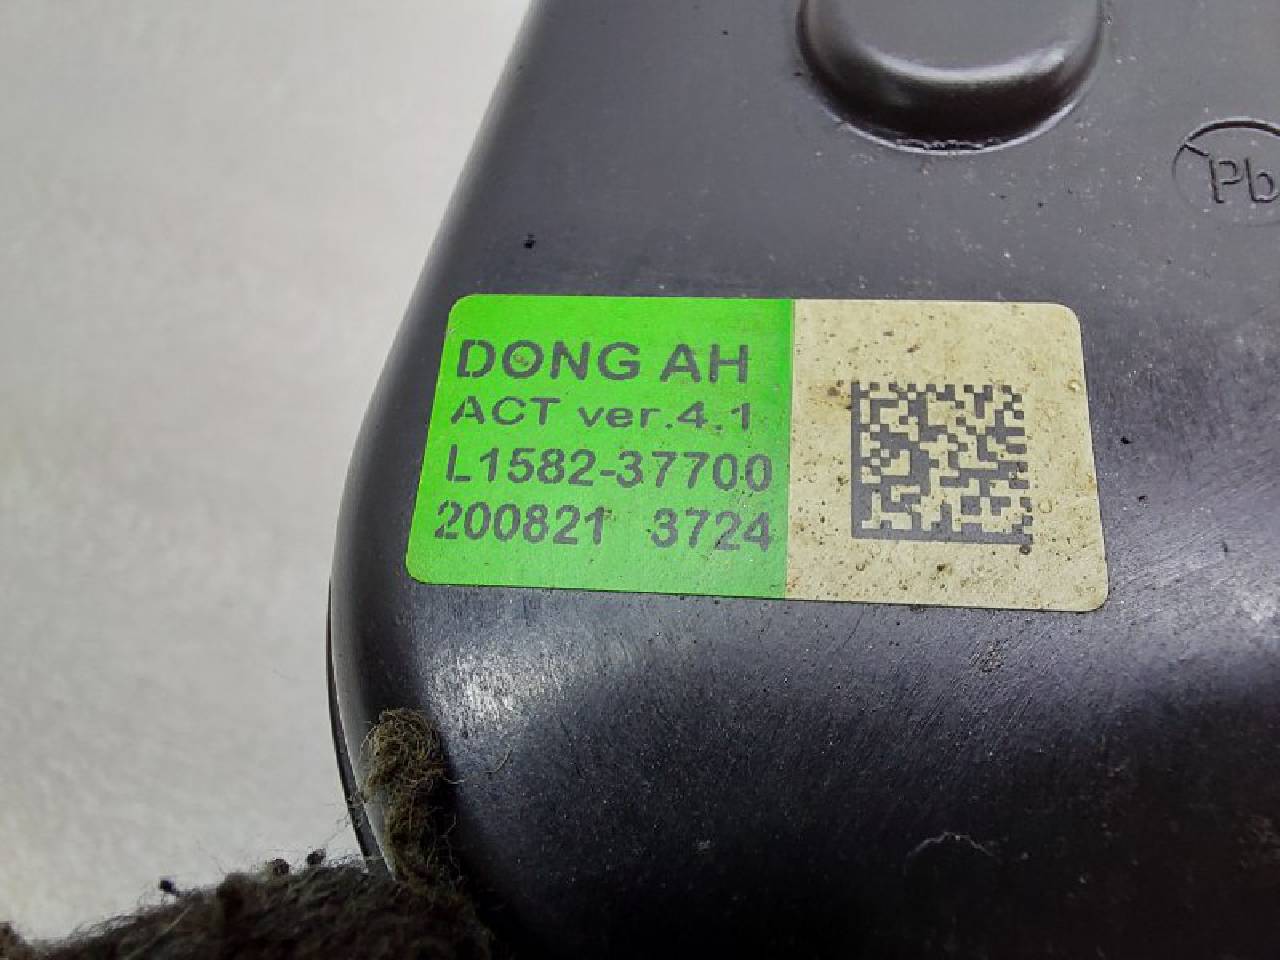 Pb
DONG AH
ACT ver.4.1
L1582-37700
200821 3724